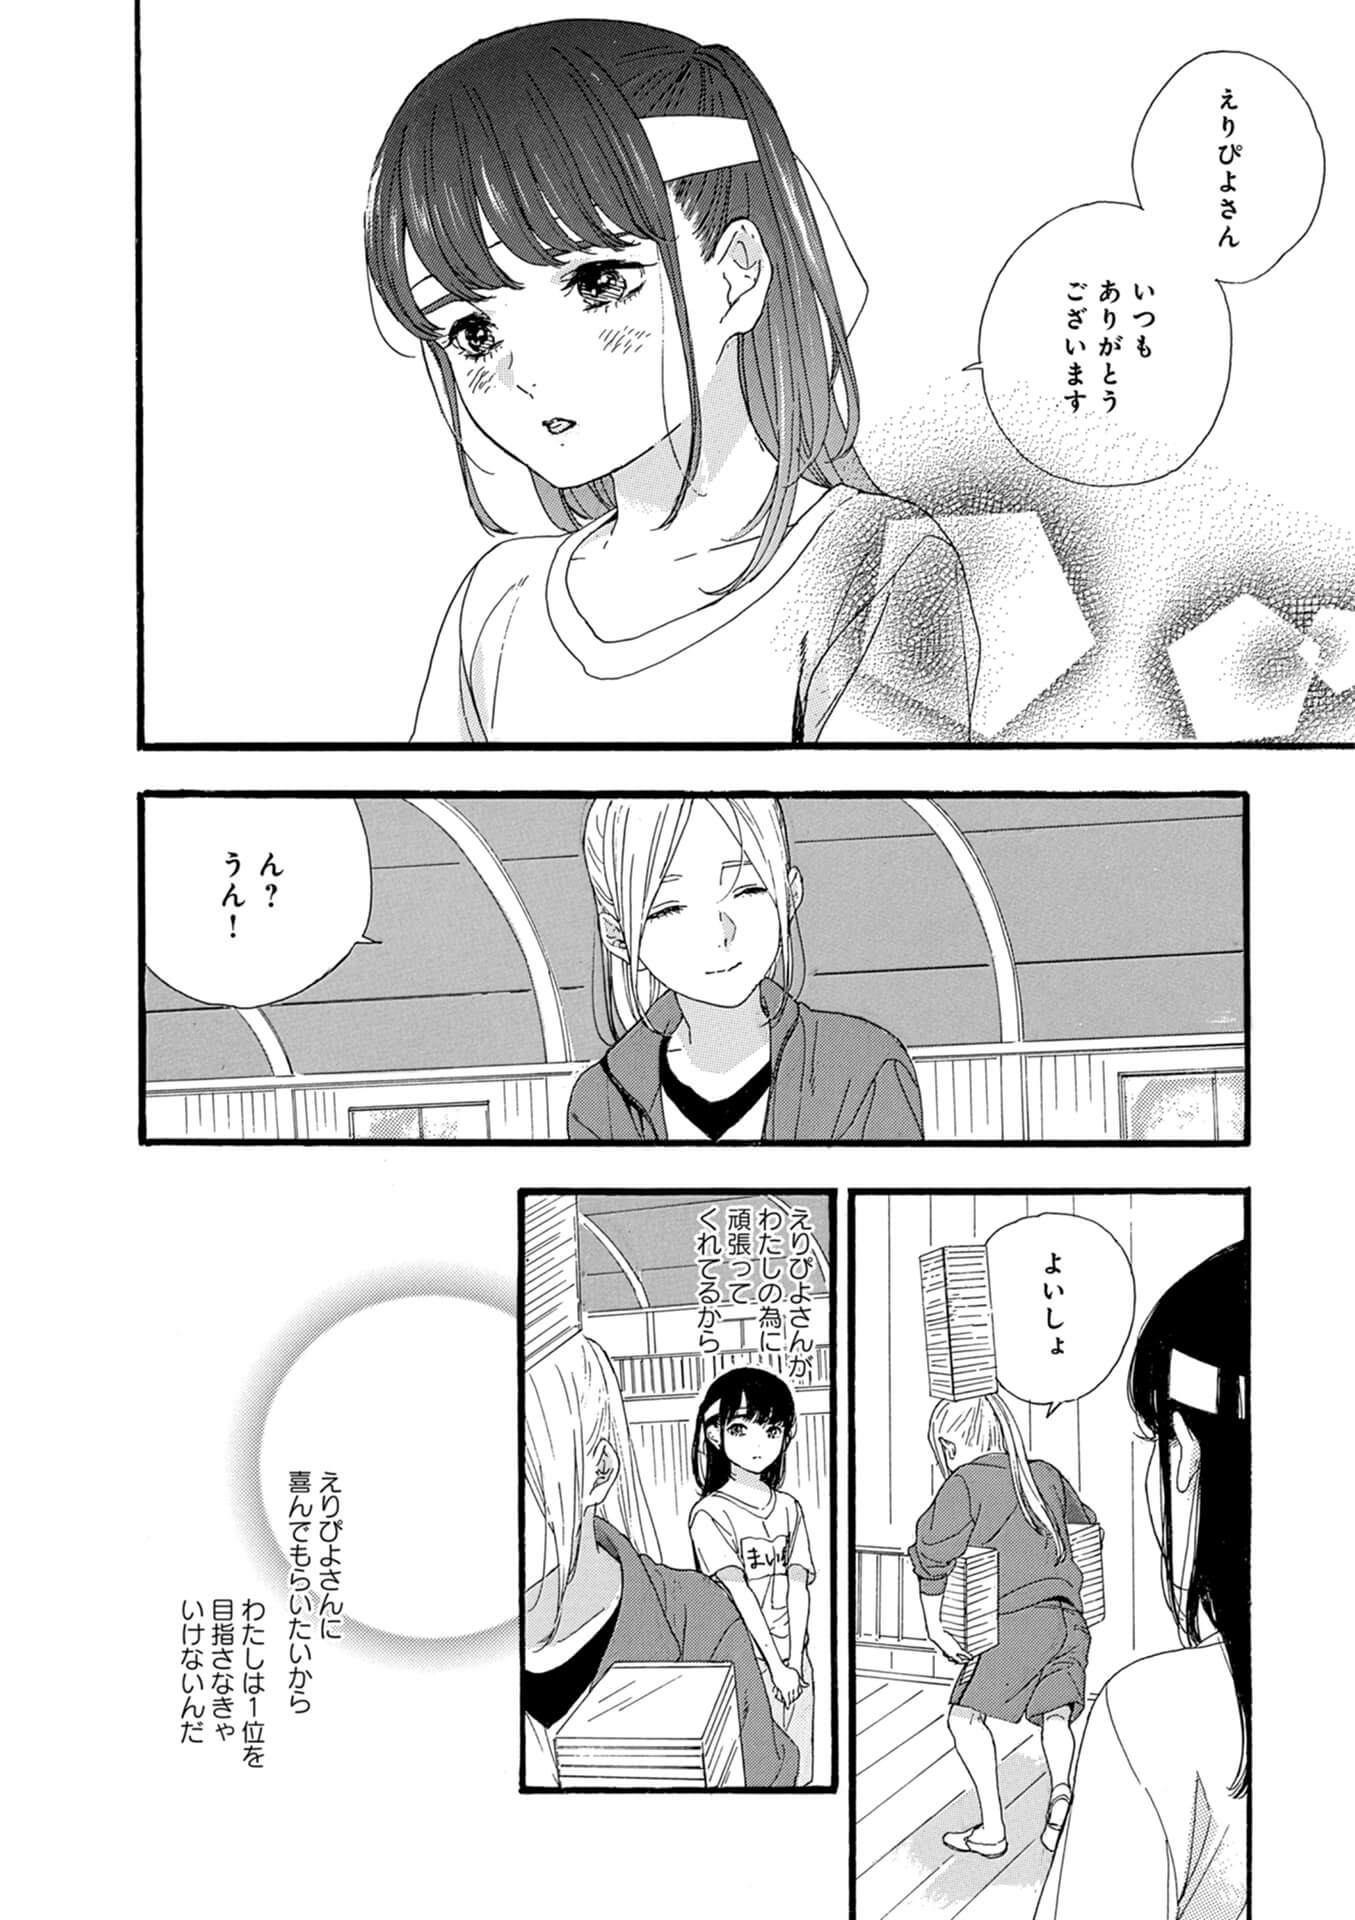 えりぴよさん
いつも
ありがとう
ございます
ん？
うん！
よいしょ
えりぴよさんが
わたしの為に
頑張って
くれてるから
えりぴよさんに
喜んでもらいたいから
わたしは1位を
目指さなきゃ
いけないんだ